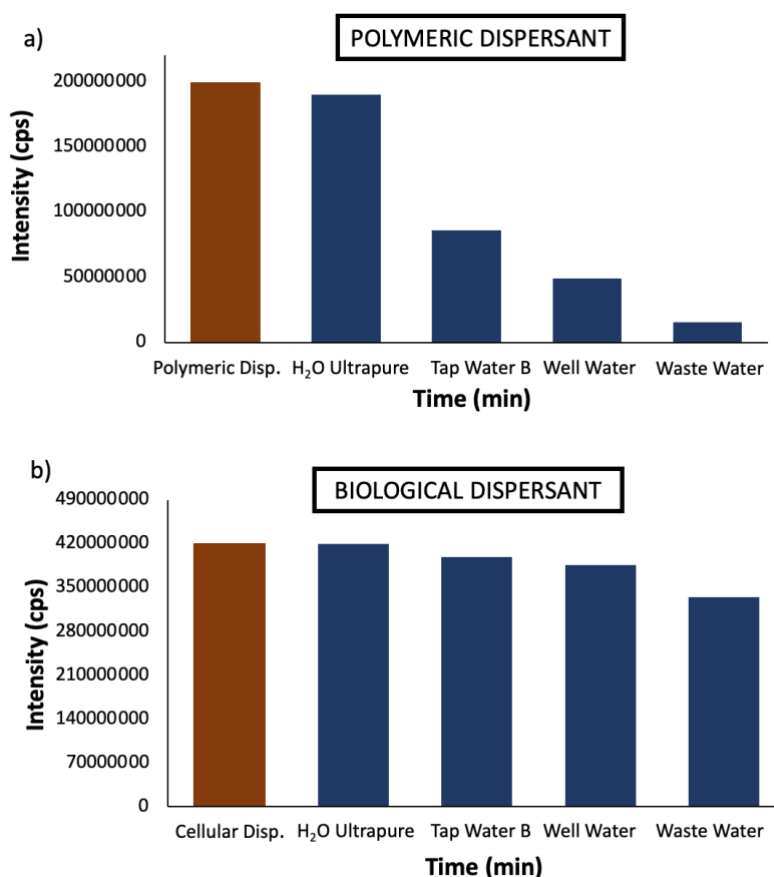 a)
POLYMERIC DISPERSANT
Intensity (cps)
200000000
150000000
100000000
50000000
0
Polymeric Disp. H₂O Ultrapure Tap Water B Well Water Waste Water
Time (min)
b)
BIOLOGICAL DISPERSANT
Intensity (cps)
490000000
420000000
350000000
280000000
210000000
140000000
70000000
0
Cellular Disp. H₂O Ultrapure Tap Water B Well Water Waste Water
Time (min)